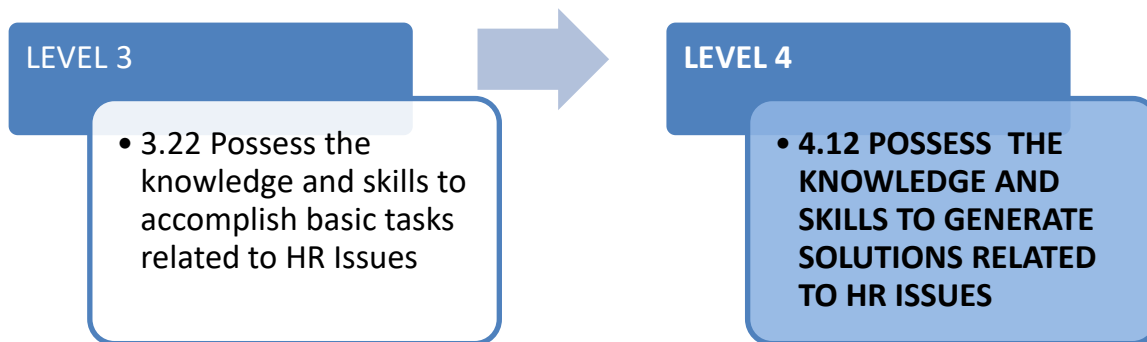 LEVEL 3
• 3.22 Possess the
knowledge and skills to
accomplish basic tasks
related to HR Issues
LEVEL 4
• 4.12 POSSESS THE
KNOWLEDGE AND
SKILLS TO GENERATE
SOLUTIONS RELATED
TO HR ISSUES